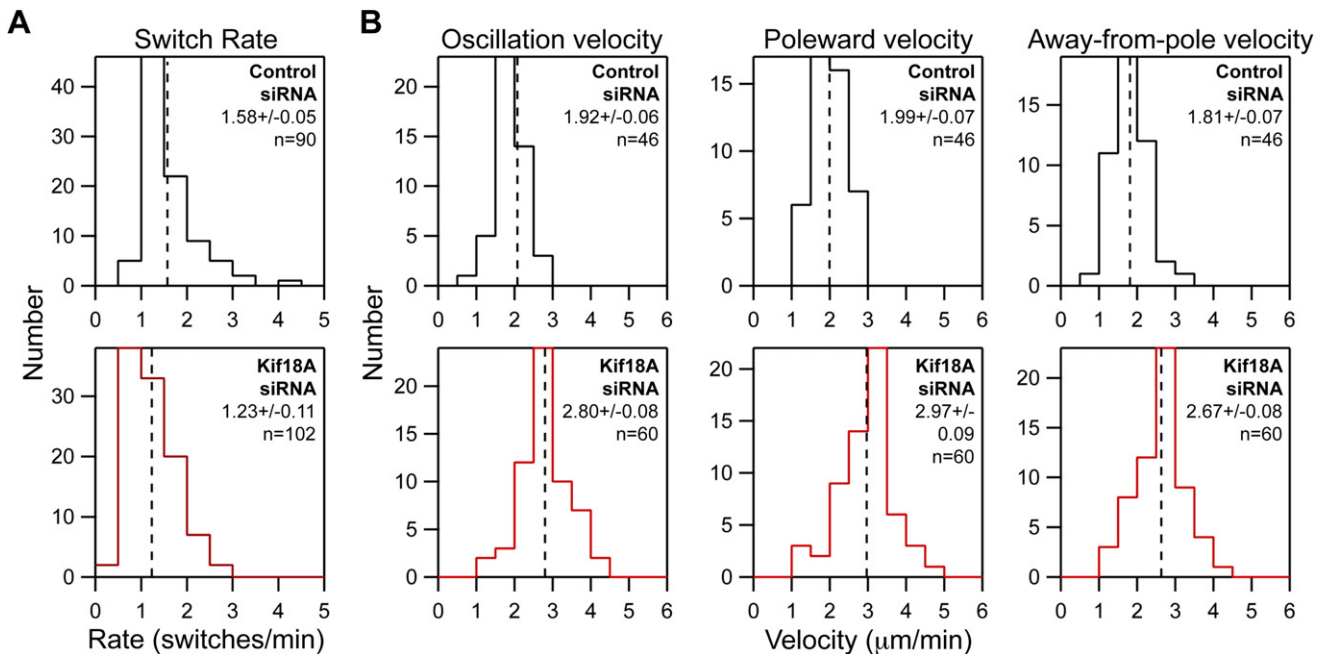 A
B
Switch Rate
Oscillation velocity
Poleward velocity
Away-from-pole velocity
Number
40
30
20
10
0
Control
siRNA
1.58+/-0.05
n=90
0 1 2 3 4 5
Number
20
15
10
5
0
Control
siRNA
1.92+/-0.06
n=46
0 1 2 3 4 5 6
15
10
5
0
Control
siRNA
1.99+/-0.07
n=46
0 1 2 3 4 5 6
15
10
5
0
Control
siRNA
1.81+/-0.07
n=46
0 1 2 3 4 5 6
30
20
10
0
Kif18A
siRNA
1.23+/-0.11
n=102
0 1 2 3 4 5
Rate (switches/min)
20
15
10
5
0
Kif18A
siRNA
2.80+/-0.08
n=60
0 1 2 3 4 5 6
20
15
10
5
0
Kif18A
siRNA
2.97+/-
0.09
n=60
0 1 2 3 4 5 6
20
15
10
5
0
Kif18A
siRNA
2.67+/-0.08
n=60
0 1 2 3 4 5 6
Velocity (μm/min)